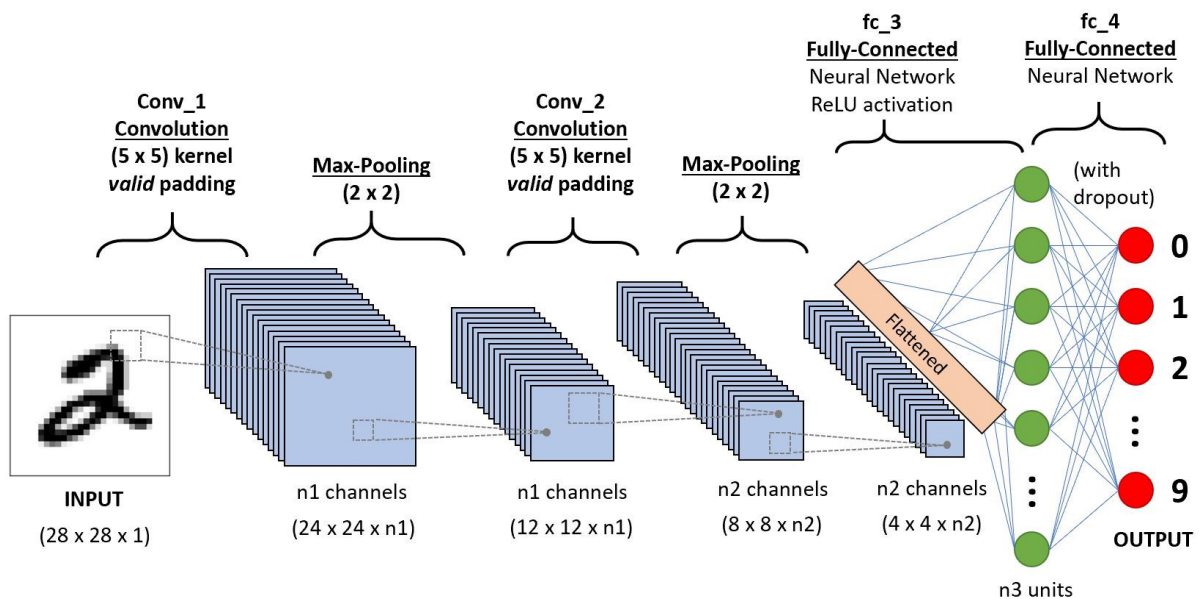 Conv_1
Convolution
(5 x 5) kernel
valid padding
Max-Pooling
(2 x 2)
Conv_2
Convolution
(5 x 5) kernel
valid padding
Max-Pooling
(2 x 2)
fc_3
Fully-Connected
Neural Network
ReLU activation
fc_4
Fully-Connected
Neural Network
(with
dropout)
2
Flattened
0
1
2
9
INPUT
(28 x 28 x 1)
n1 channels
(24 x 24 x n1)
n1 channels
(12 x 12 x n1)
n2 channels
(8 x 8 x n2)
n2 channels
(4 x 4 x n2)
n3 units
OUTPUT